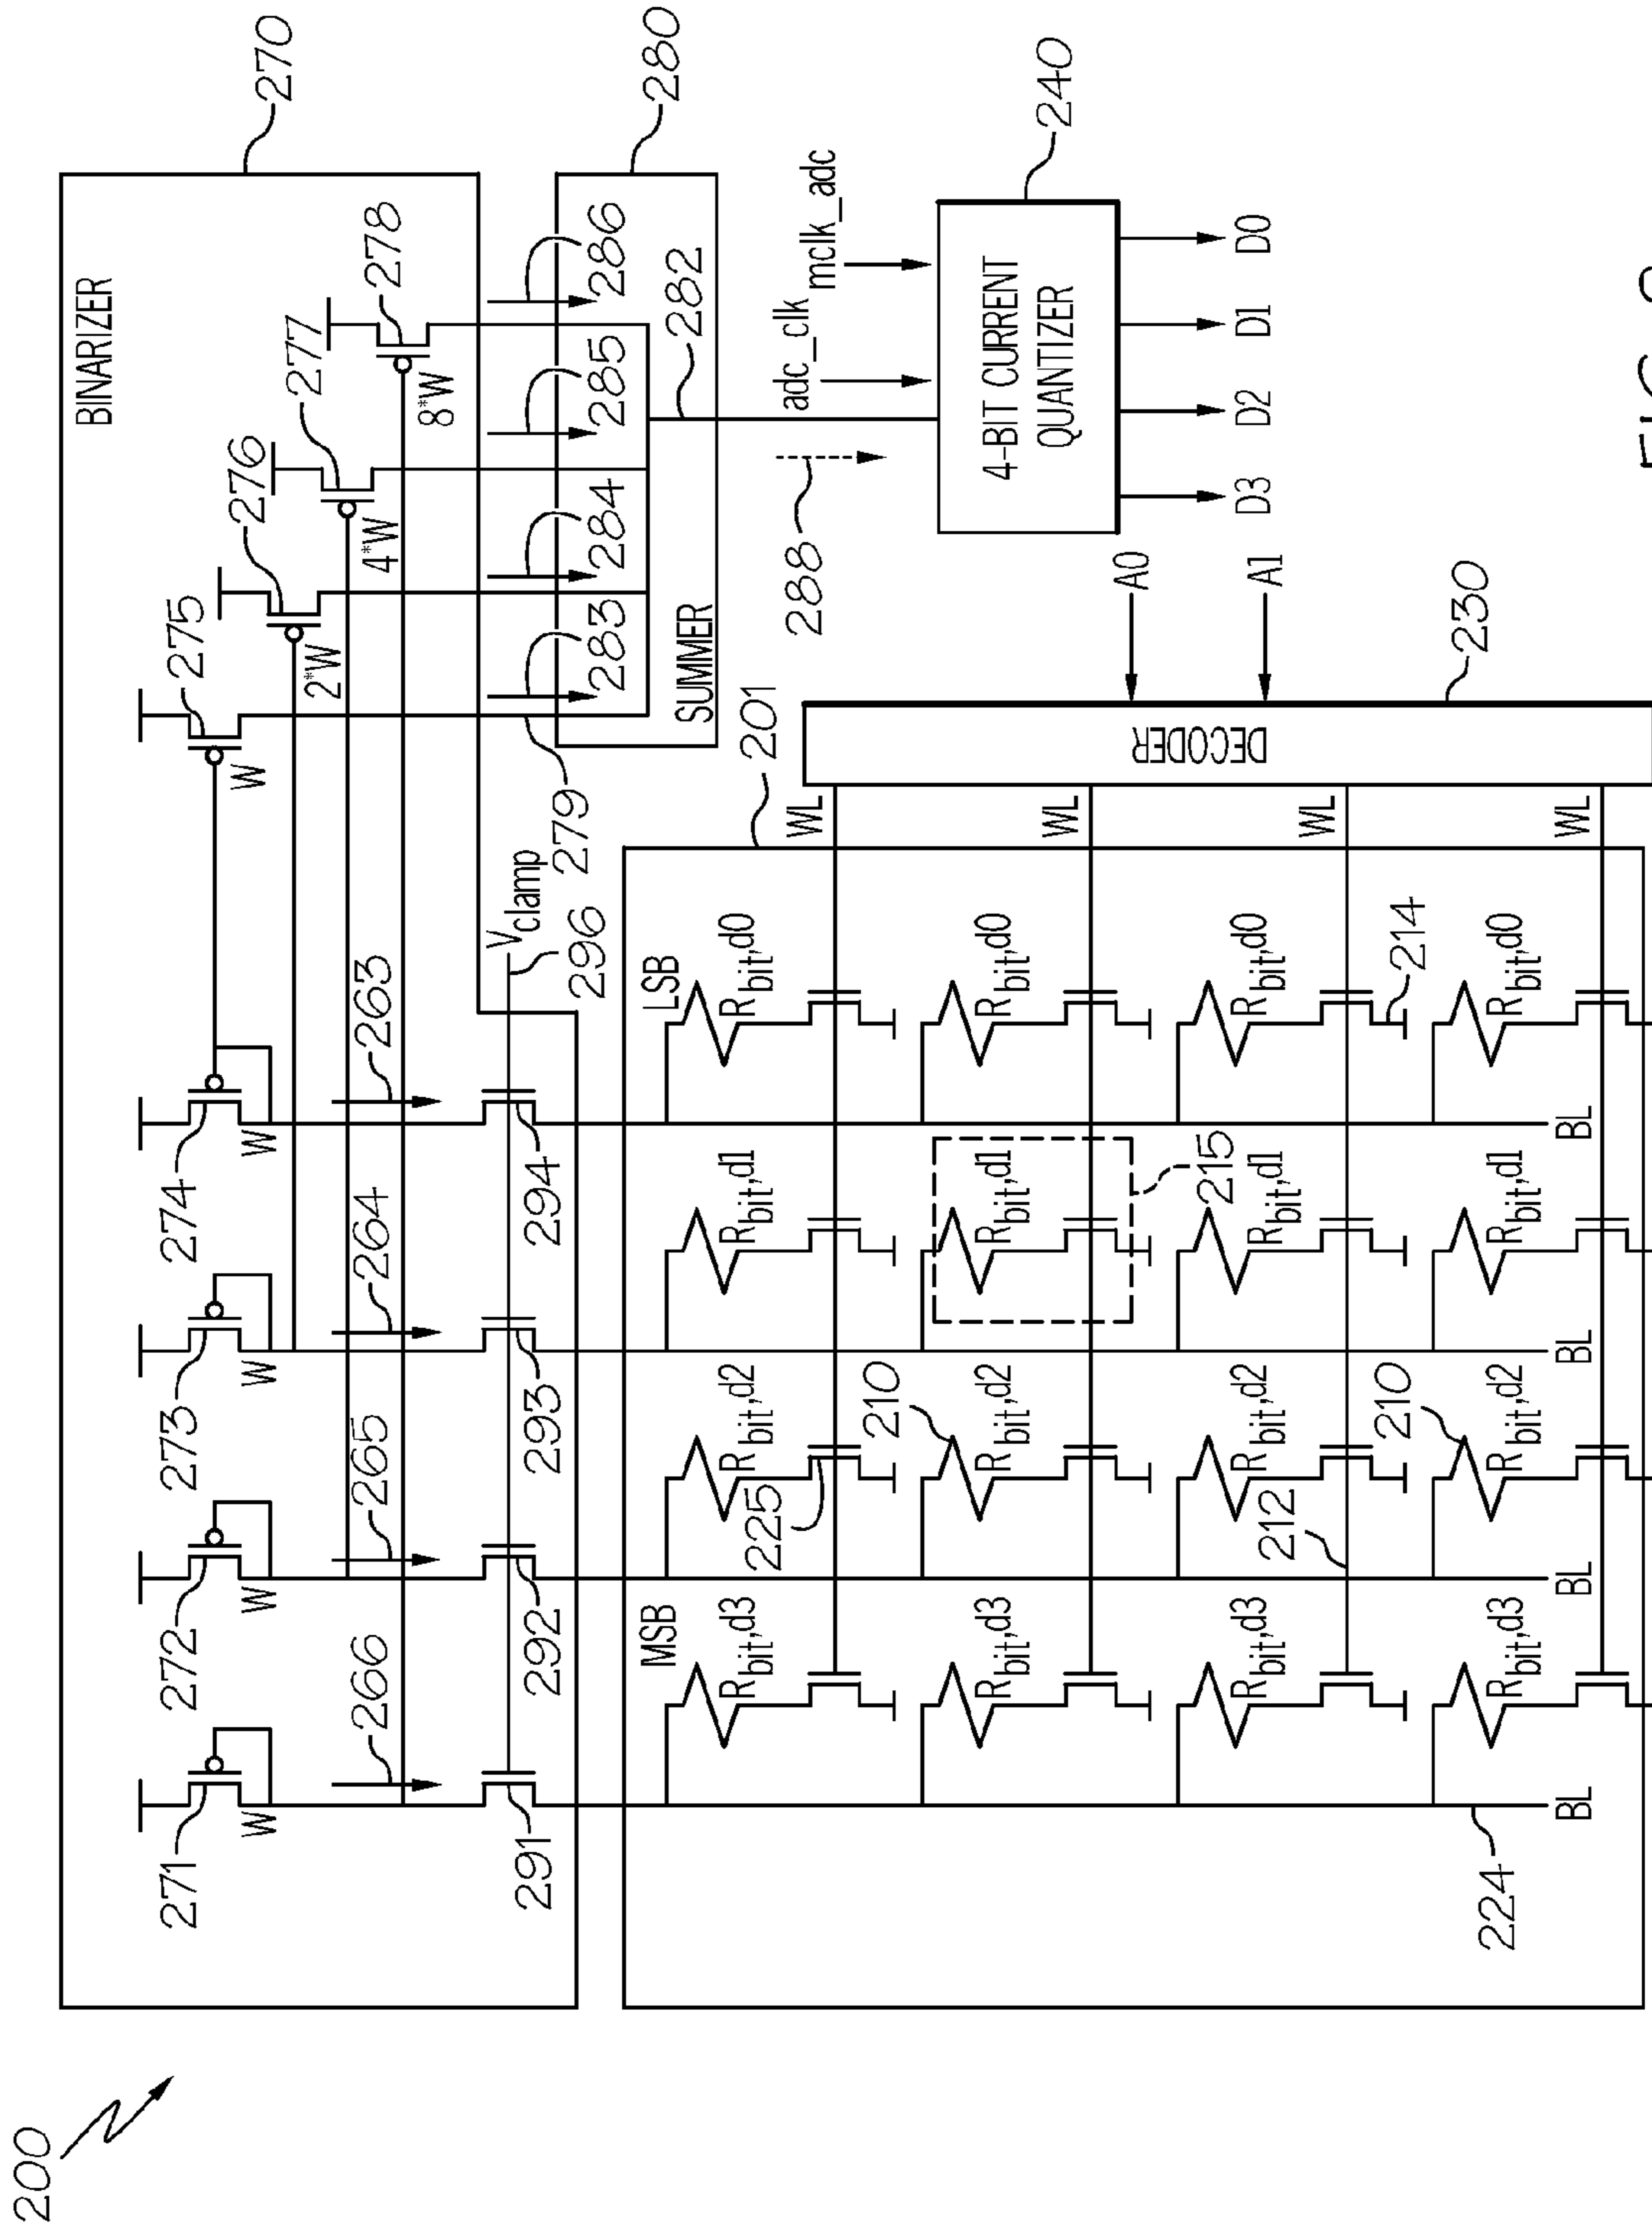 200
BINARIZER
270
271
272
273
274
275
276
277
278
W
W
W
W
W
2*W
4*W
8*W
266
265
264
263
291
292
293
294
Vclamp
296
279
283
284
285
286
SUMMER
280
282
288
adc_clk
mclk_adc
4-BIT CURRENT
QUANTIZER
240
D3
D2
D1
D0
201
MSB
LSB
Rbit,d3
Rbit,d2
Rbit,d1
Rbit,d0
WL
225
210
Rbit,d3
Rbit,d2
Rbit,d1
Rbit,d0
WL
215
212
Rbit,d3
Rbit,d2
Rbit,d1
Rbit,d0
WL
210
214
Rbit,d3
Rbit,d2
Rbit,d1
Rbit,d0
WL
224
BL
BL
BL
BL
DECODER
A0
A1
230